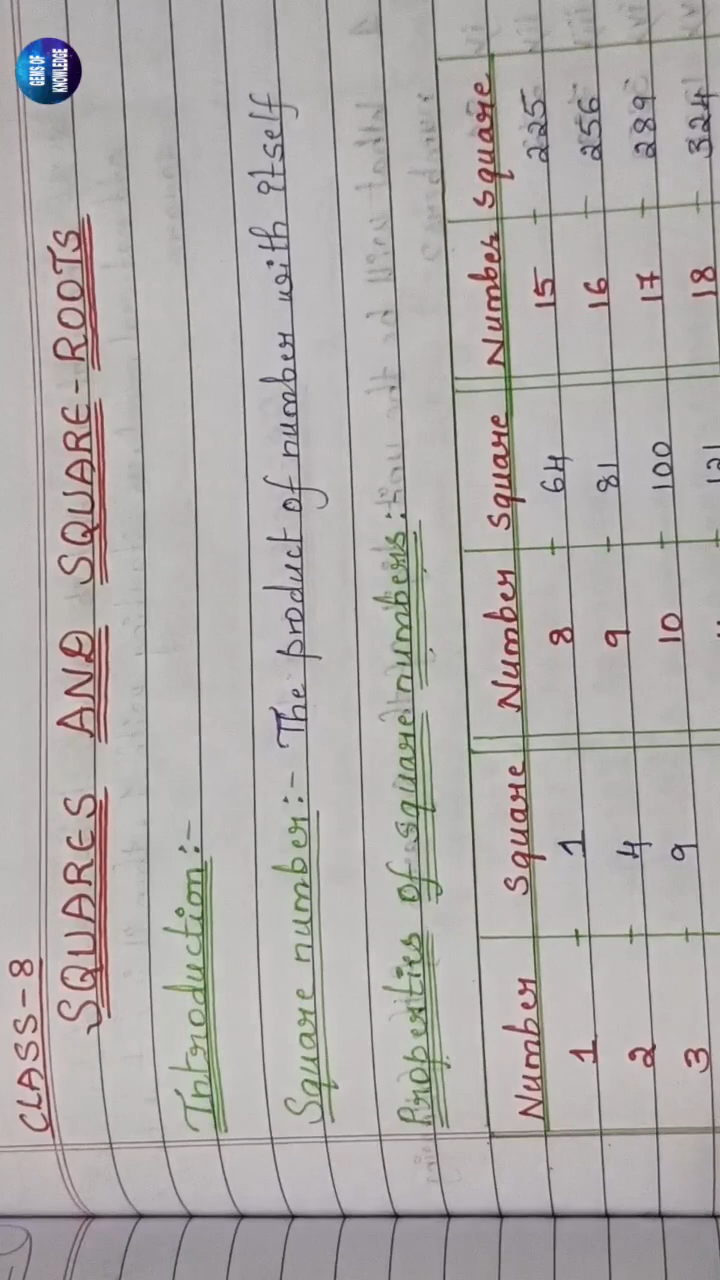 GEMS OF
KNOWLEDGE
CLASS-8
SQUARES AND SQUARE-ROOTS
Introduction:-
Square number:- The product of number with itself
Properties of square numbers:
Number Square Number Square Number Square
1 1 8 64 15 225
2 4 9 81 16 256
3 9 10 100 17 289
121 18 324